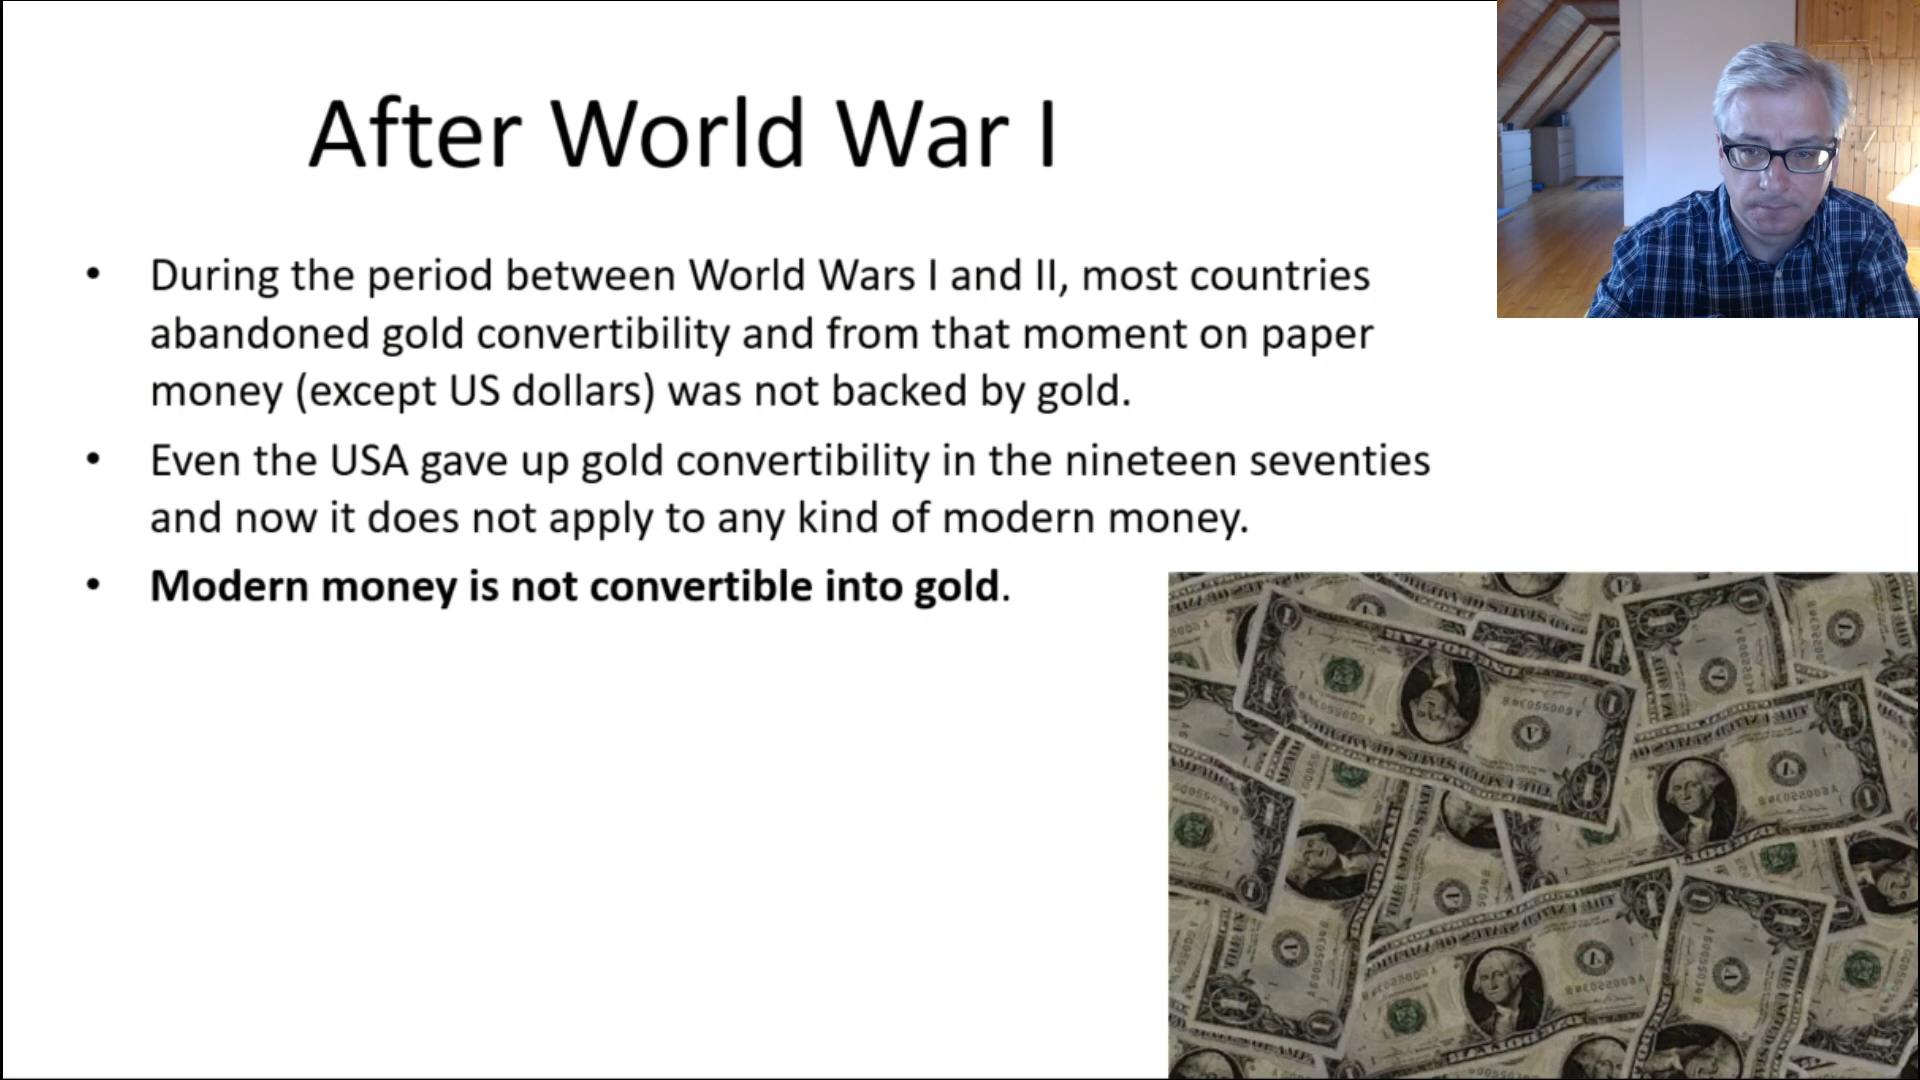 After World War I
• During the period between World Wars I and II, most countries
abandoned gold convertibility and from that moment on paper
money (except US dollars) was not backed by gold.
• Even the USA gave up gold convertibility in the nineteen seventies
and now it does not apply to any kind of modern money.
• Modern money is not convertible into gold.